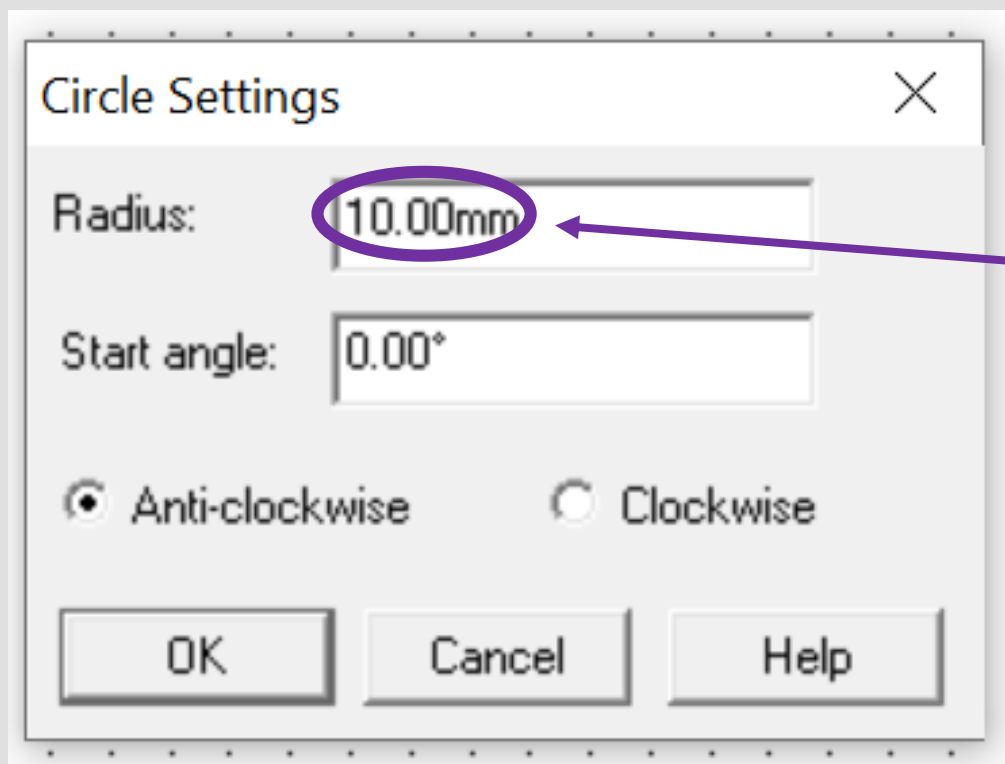 Circle Settings
Radius: 10.00mm
Start angle: 0.00°
Anti-clockwise Clockwise
OK Cancel Help